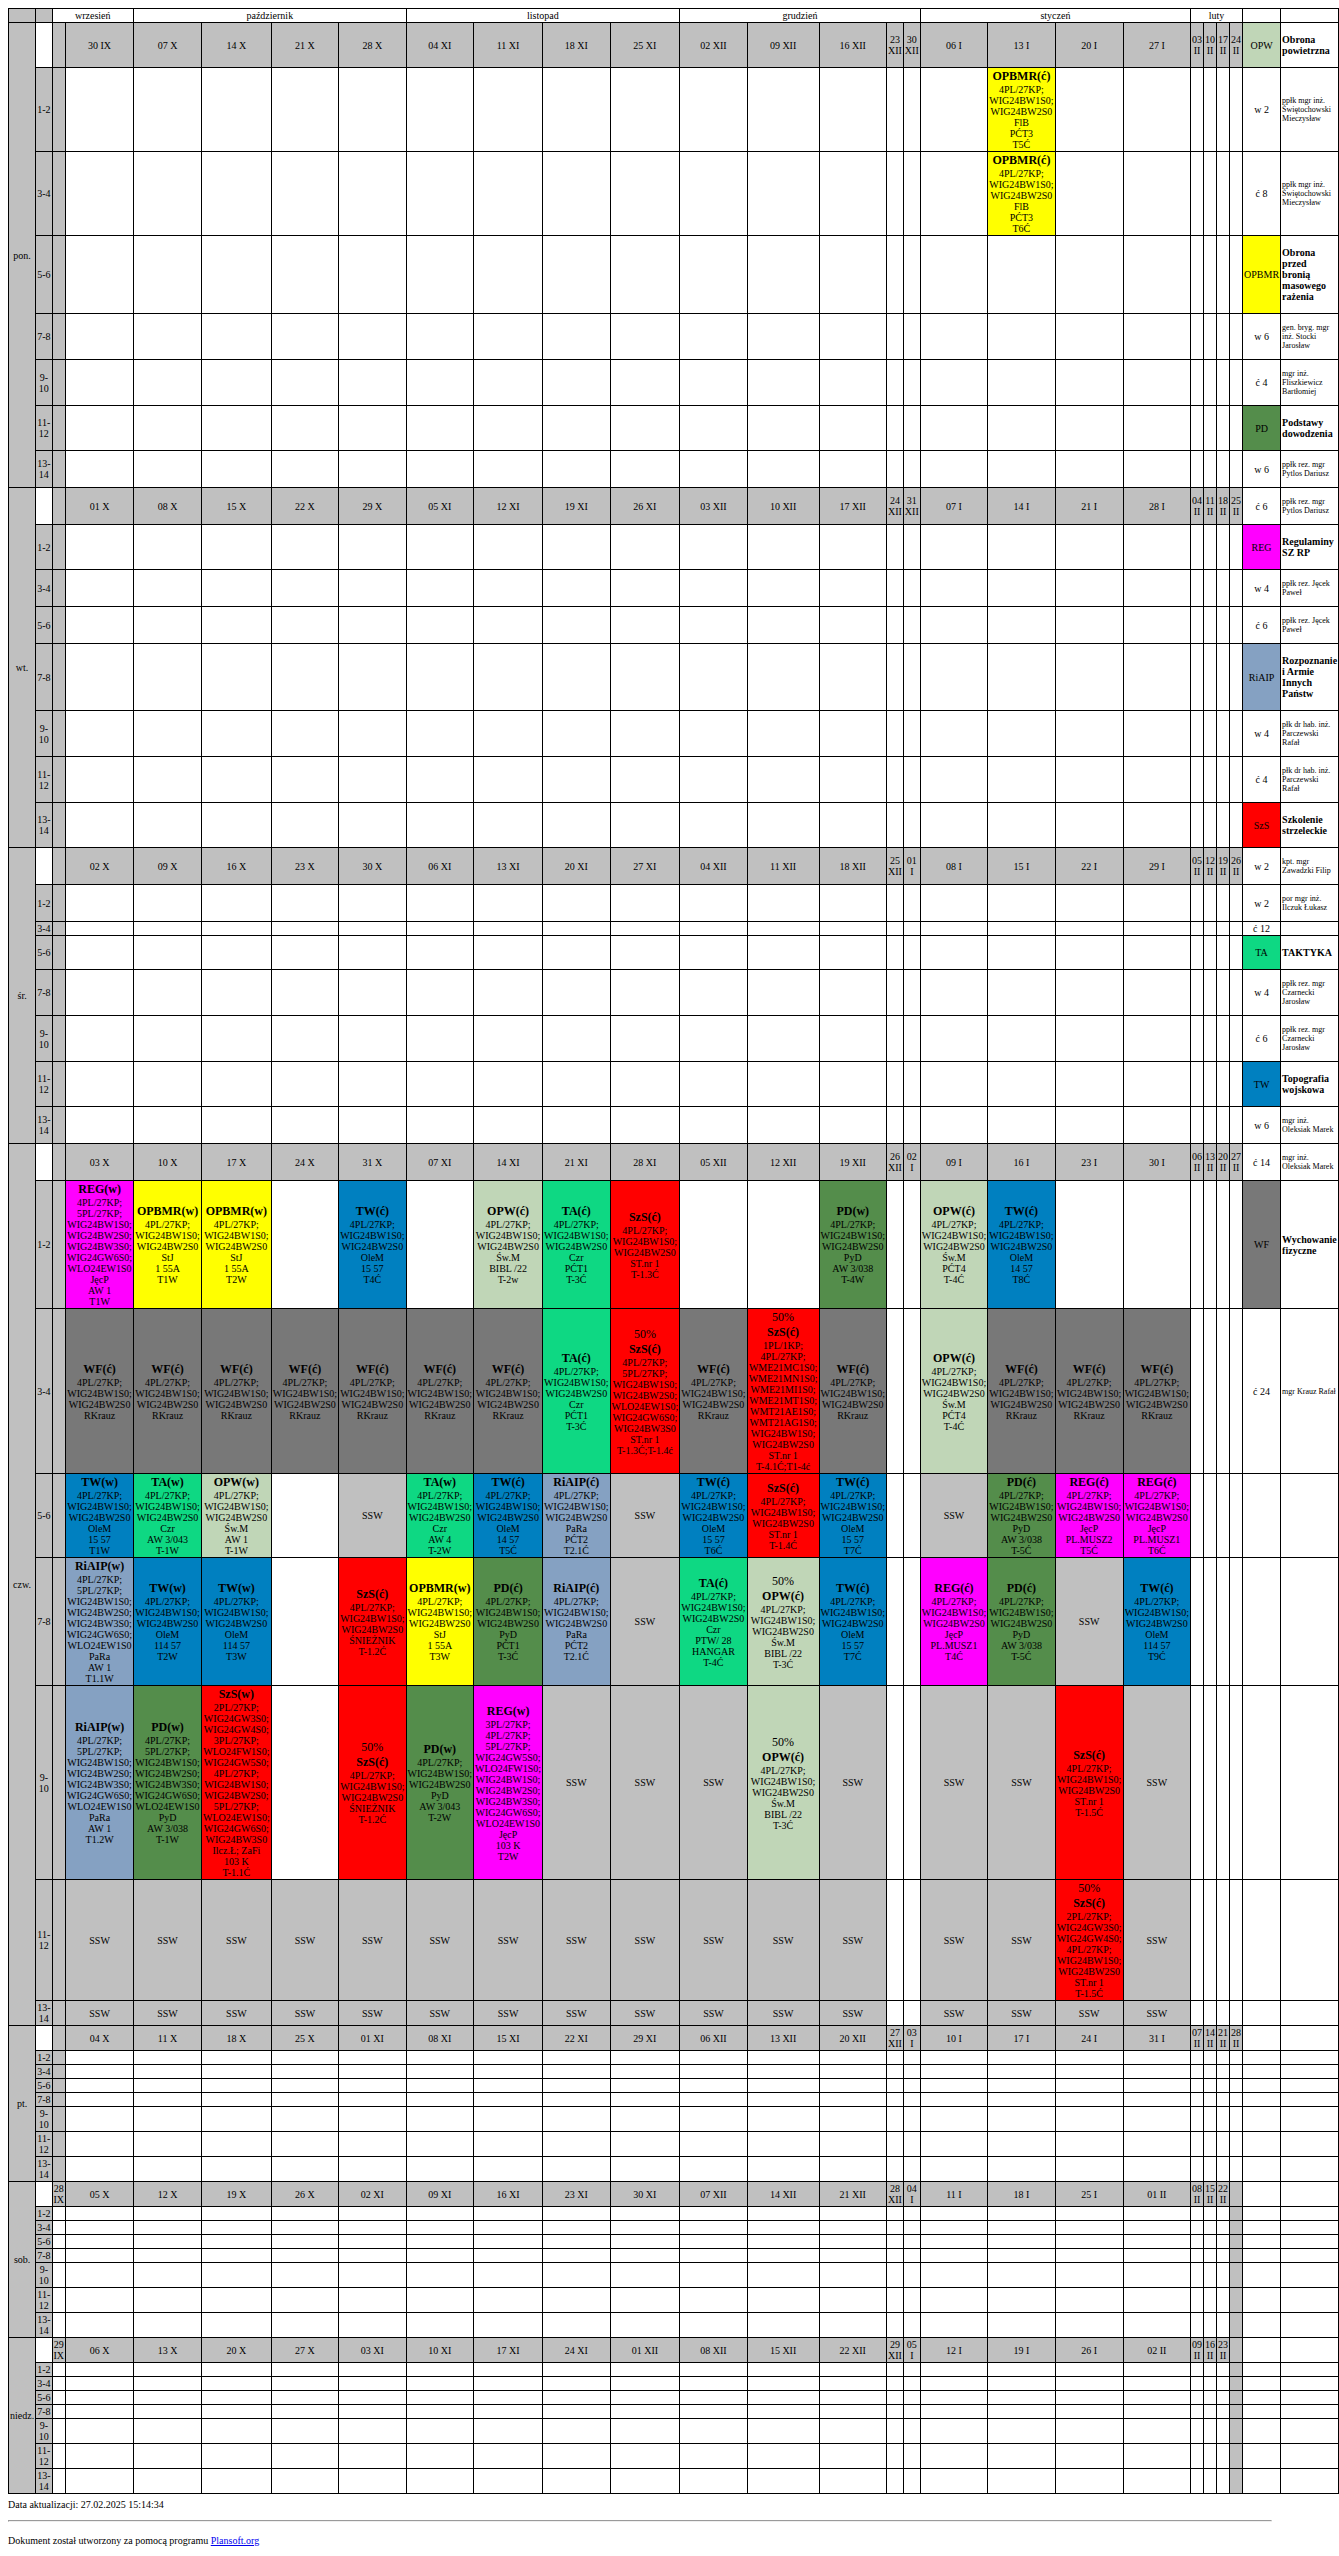 wrzesień październik listopad grudzień styczeń luty
pon. 30 IX 07 X 14 X 21 X 28 X 04 XI 11 XI 18 XI 25 XI 02 XII 09 XII 16 XII 23 XII 30 XII 06 I 13 I 20 I 27 I 03 II 10 II 17 II 24 II OPW Obrona powietrzna
1-2
OPBMR(ć) 4PL/27KP; WIG24BW1S0; WIG24BW2S0 FlB PĆT3 T5Ć
w 2 ppłk mgr inż. Świętochowski Mieczysław
3-4
OPBMR(ć) 4PL/27KP; WIG24BW1S0; WIG24BW2S0 FlB PĆT3 T6Ć
ć 8 ppłk mgr inż. Świętochowski Mieczysław
5-6 OPBMR Obrona przed bronią masowego rażenia
7-8 w 6 gen. bryg. mgr inż. Stocki Jarosław
9-10 ć 4 mgr inż. Fliszkiewicz Bartłomiej
11-12 PD Podstawy dowodzenia
13-14 w 6 ppłk rez. mgr Pytlos Dariusz
wt. 01 X 08 X 15 X 22 X 29 X 05 XI 12 XI 19 XI 26 XI 03 XII 10 XII 17 XII 24 XII 31 XII 07 I 14 I 21 I 28 I 04 II 11 II 18 II 25 II ć 6 ppłk rez. mgr Pytlos Dariusz
1-2 REG Regulaminy SZ RP
3-4 w 4 ppłk rez. Jęcek Paweł
5-6 ć 6 ppłk rez. Jęcek Paweł
7-8 RiAIP Rozpoznanie i Armie Innych Państw
9-10 w 4 płk dr hab. inż. Parczewski Rafał
11-12 ć 4 płk dr hab. inż. Parczewski Rafał
13-14 SzS Szkolenie strzeleckie
śr. 02 X 09 X 16 X 23 X 30 X 06 XI 13 XI 20 XI 27 XI 04 XII 11 XII 18 XII 25 XII 01 I 08 I 15 I 22 I 29 I 05 II 12 II 19 II 26 II w 2 kpt. mgr Zawadzki Filip
1-2 w 2 por mgr inż. Ilczuk Łukasz
3-4 ć 12
5-6 TA TAKTYKA
7-8 w 4 ppłk rez. mgr Czarnecki Jarosław
9-10 ć 6 ppłk rez. mgr Czarnecki Jarosław
11-12 TW Topografia wojskowa
13-14 w 6 mgr inż. Oleksiak Marek
czw. 03 X 10 X 17 X 24 X 31 X 07 XI 14 XI 21 XI 28 XI 05 XII 12 XII 19 XII 26 XII 02 I 09 I 16 I 23 I 30 I 06 II 13 II 20 II 27 II ć 14 mgr inż. Oleksiak Marek
1-2
REG(w) 4PL/27KP; 5PL/27KP; WIG24BW1S0; WIG24BW2S0; WIG24BW3S0; WIG24GW6S0; WLO24EW1S0 JęcP AW 1 T1W
OPBMR(w) 4PL/27KP; WIG24BW1S0; WIG24BW2S0 StJ 1 55A T1W
OPBMR(w) 4PL/27KP; WIG24BW1S0; WIG24BW2S0 StJ 1 55A T2W
TW(ć) 4PL/27KP; WIG24BW1S0; WIG24BW2S0 OleM 15 57 T4Ć
OPW(ć) 4PL/27KP; WIG24BW1S0; WIG24BW2S0 Św.M BIBL /22 T-2w
TA(ć) 4PL/27KP; WIG24BW1S0; WIG24BW2S0 Czr PĆT1 T-3Ć
SzS(ć) 4PL/27KP; WIG24BW1S0; WIG24BW2S0 ST.nr 1 T-1.3Ć
PD(w) 4PL/27KP; WIG24BW1S0; WIG24BW2S0 PyD AW 3/038 T-4W
OPW(ć) 4PL/27KP; WIG24BW1S0; WIG24BW2S0 Św.M PĆT4 T-4Ć
TW(ć) 4PL/27KP; WIG24BW1S0; WIG24BW2S0 OleM 14 57 T8Ć
WF Wychowanie fizyczne
3-4
WF(ć) 4PL/27KP; WIG24BW1S0; WIG24BW2S0 RKrauz
WF(ć) 4PL/27KP; WIG24BW1S0; WIG24BW2S0 RKrauz
WF(ć) 4PL/27KP; WIG24BW1S0; WIG24BW2S0 RKrauz
WF(ć) 4PL/27KP; WIG24BW1S0; WIG24BW2S0 RKrauz
WF(ć) 4PL/27KP; WIG24BW1S0; WIG24BW2S0 RKrauz
WF(ć) 4PL/27KP; WIG24BW1S0; WIG24BW2S0 RKrauz
WF(ć) 4PL/27KP; WIG24BW1S0; WIG24BW2S0 RKrauz
TA(ć) 4PL/27KP; WIG24BW1S0; WIG24BW2S0 Czr PĆT1 T-3Ć
50% SzS(ć) 4PL/27KP; 5PL/27KP; WIG24BW1S0; WIG24BW2S0; WLO24EW1S0; WIG24GW6S0; WIG24BW3S0 ST.nr 1 T-1.3Ć;T-1.4ć
WF(ć) 4PL/27KP; WIG24BW1S0; WIG24BW2S0 RKrauz
50% SzS(ć) 1PL/1KP; 4PL/27KP; WME21MC1S0; WME21MN1S0; WME21MI1S0; WME21MT1S0; WMT21AE1S0; WMT21AG1S0; WIG24BW1S0; WIG24BW2S0 ST.nr 1 T-4.1Ć;T1-4ć
WF(ć) 4PL/27KP; WIG24BW1S0; WIG24BW2S0 RKrauz
OPW(ć) 4PL/27KP; WIG24BW1S0; WIG24BW2S0 Św.M PĆT4 T-4Ć
WF(ć) 4PL/27KP; WIG24BW1S0; WIG24BW2S0 RKrauz
WF(ć) 4PL/27KP; WIG24BW1S0; WIG24BW2S0 RKrauz
WF(ć) 4PL/27KP; WIG24BW1S0; WIG24BW2S0 RKrauz
ć 24 mgr Krauz Rafał
5-6
TW(w) 4PL/27KP; WIG24BW1S0; WIG24BW2S0 OleM 15 57 T1W
TA(w) 4PL/27KP; WIG24BW1S0; WIG24BW2S0 Czr AW 3/043 T-1W
OPW(w) 4PL/27KP; WIG24BW1S0; WIG24BW2S0 Św.M AW 1 T-1W
SSW
TA(w) 4PL/27KP; WIG24BW1S0; WIG24BW2S0 Czr AW 4 T-2W
TW(ć) 4PL/27KP; WIG24BW1S0; WIG24BW2S0 OleM 14 57 T5Ć
RiAIP(ć) 4PL/27KP; WIG24BW1S0; WIG24BW2S0 PaRa PĆT2 T2.1Ć
SSW
TW(ć) 4PL/27KP; WIG24BW1S0; WIG24BW2S0 OleM 15 57 T6Ć
SzS(ć) 4PL/27KP; WIG24BW1S0; WIG24BW2S0 ST.nr 1 T-1.4Ć
TW(ć) 4PL/27KP; WIG24BW1S0; WIG24BW2S0 OleM 15 57 T7Ć
SSW
PD(ć) 4PL/27KP; WIG24BW1S0; WIG24BW2S0 PyD AW 3/038 T-5Ć
REG(ć) 4PL/27KP; WIG24BW1S0; WIG24BW2S0 JęcP PL.MUSZ2 T5Ć
REG(ć) 4PL/27KP; WIG24BW1S0; WIG24BW2S0 JęcP PL.MUSZ1 T6Ć
7-8
RiAIP(w) 4PL/27KP; 5PL/27KP; WIG24BW1S0; WIG24BW2S0; WIG24BW3S0; WIG24GW6S0; WLO24EW1S0 PaRa AW 1 T1.1W
TW(w) 4PL/27KP; WIG24BW1S0; WIG24BW2S0 OleM 114 57 T2W
TW(w) 4PL/27KP; WIG24BW1S0; WIG24BW2S0 OleM 114 57 T3W
SzS(ć) 4PL/27KP; WIG24BW1S0; WIG24BW2S0 ŚNIEŻNIK T-1.2Ć
OPBMR(w) 4PL/27KP; WIG24BW1S0; WIG24BW2S0 StJ 1 55A T3W
PD(ć) 4PL/27KP; WIG24BW1S0; WIG24BW2S0 PyD PĆT1 T-3Ć
RiAIP(ć) 4PL/27KP; WIG24BW1S0; WIG24BW2S0 PaRa PĆT2 T2.1Ć
SSW
TA(ć) 4PL/27KP; WIG24BW1S0; WIG24BW2S0 Czr PTW/ 28 HANGAR T-4Ć
50% OPW(ć) 4PL/27KP; WIG24BW1S0; WIG24BW2S0 Św.M BIBL /22 T-3Ć
TW(ć) 4PL/27KP; WIG24BW1S0; WIG24BW2S0 OleM 15 57 T7Ć
REG(ć) 4PL/27KP; WIG24BW1S0; WIG24BW2S0 JęcP PL.MUSZ1 T4Ć
PD(ć) 4PL/27KP; WIG24BW1S0; WIG24BW2S0 PyD AW 3/038 T-5Ć
SSW
TW(ć) 4PL/27KP; WIG24BW1S0; WIG24BW2S0 OleM 114 57 T9Ć
9-10
RiAIP(w) 4PL/27KP; 5PL/27KP; WIG24BW1S0; WIG24BW2S0; WIG24BW3S0; WIG24GW6S0; WLO24EW1S0 PaRa AW 1 T1.2W
PD(w) 4PL/27KP; 5PL/27KP; WIG24BW1S0; WIG24BW2S0; WIG24BW3S0; WIG24GW6S0; WLO24EW1S0 PyD AW 3/038 T-1W
SzS(w) 2PL/27KP; WIG24GW3S0; WIG24GW4S0; 3PL/27KP; WLO24FW1S0; WIG24GW5S0; 4PL/27KP; WIG24BW1S0; WIG24BW2S0; 5PL/27KP; WLO24EW1S0; WIG24GW6S0; WIG24BW3S0 Ilcz.Ł; ZaFi 103 K T-1.1Ć
50% SzS(ć) 4PL/27KP; WIG24BW1S0; WIG24BW2S0 ŚNIEŻNIK T-1.2Ć
PD(w) 4PL/27KP; WIG24BW1S0; WIG24BW2S0 PyD AW 3/043 T-2W
REG(w) 3PL/27KP; 4PL/27KP; 5PL/27KP; WIG24GW5S0; WLO24FW1S0; WIG24BW1S0; WIG24BW2S0; WIG24BW3S0; WIG24GW6S0; WLO24EW1S0 JęcP 103 K T2W
SSW SSW SSW
50% OPW(ć) 4PL/27KP; WIG24BW1S0; WIG24BW2S0 Św.M BIBL /22 T-3Ć
SSW SSW SSW
SzS(ć) 4PL/27KP; WIG24BW1S0; WIG24BW2S0 ST.nr 1 T-1.5Ć
SSW
11-12 SSW SSW SSW SSW SSW SSW SSW SSW SSW SSW SSW SSW SSW SSW
50% SzS(ć) 2PL/27KP; WIG24GW3S0; WIG24GW4S0; 4PL/27KP; WIG24BW1S0; WIG24BW2S0 ST.nr 1 T-1.5Ć
SSW
13-14 SSW SSW SSW SSW SSW SSW SSW SSW SSW SSW SSW SSW SSW SSW SSW SSW
pt. 04 X 11 X 18 X 25 X 01 XI 08 XI 15 XI 22 XI 29 XI 06 XII 13 XII 20 XII 27 XII 03 I 10 I 17 I 24 I 31 I 07 II 14 II 21 II 28 II
1-2
3-4
5-6
7-8
9-10
11-12
13-14
sob. 28 IX 05 X 12 X 19 X 26 X 02 XI 09 XI 16 XI 23 XI 30 XI 07 XII 14 XII 21 XII 28 XII 04 I 11 I 18 I 25 I 01 II 08 II 15 II 22 II
1-2
3-4
5-6
7-8
9-10
11-12
13-14
niedz. 29 IX 06 X 13 X 20 X 27 X 03 XI 10 XI 17 XI 24 XI 01 XII 08 XII 15 XII 22 XII 29 XII 05 I 12 I 19 I 26 I 02 II 09 II 16 II 23 II
1-2
3-4
5-6
7-8
9-10
11-12
13-14
Data aktualizacji: 27.02.2025 15:14:34
Dokument został utworzony za pomocą programu Plansoft.org